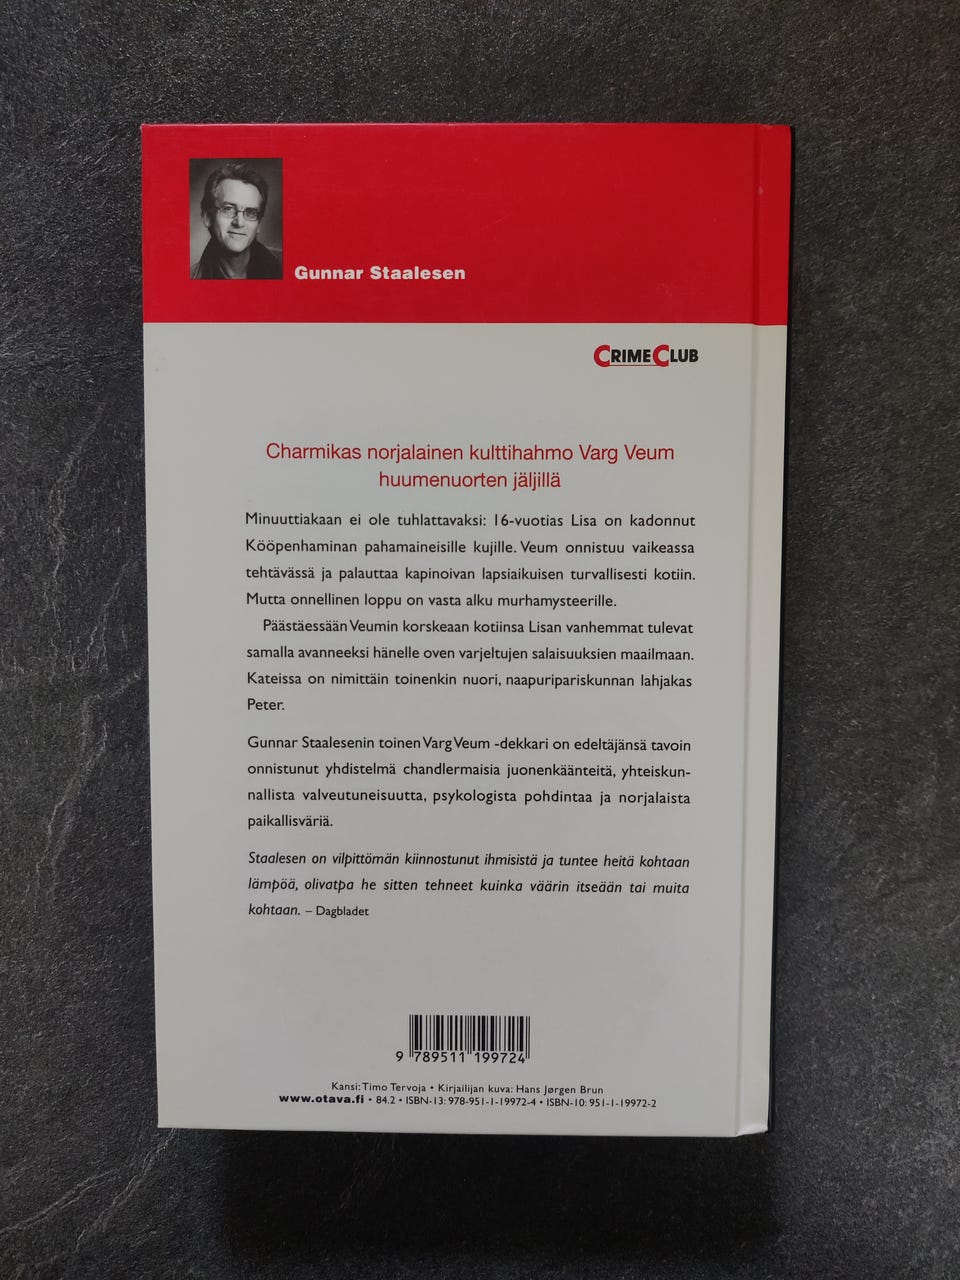 Gunnar Staalesen
CRIMECLUB
Charmikas norjalainen kulttihahmo Varg Veum
huumenuorten jäljillä
Minuuttiakaan ei ole tuhlattavaksi: 16-vuotias Lisa on kadonnut
Kööpenhaminan pahamaineisille kujille. Veum onnistuu vaikeassa
tehtävässä ja palauttaa kapinoivan lapsiaikuisen turvallisesti kotiin.
Mutta onnellinen loppu on vasta alku murhamysteerille.
Päästäessään Veumin korskeaan kotiinsa Lisan vanhemmat tulevat
samalla avanneeksi hänelle oven varjeltujen salaisuuksien maailmaan.
Kateissa on nimittäin toinenkin nuori, naapuripariskunnan lahjakas
Peter.
Gunnar Staalesenin toinen Varg Veum -dekkari on edeltäjänsä tavoin
onnistunut yhdistelmä chandlermaisia juonenkäänteitä, yhteiskun-
nallista valveutuneisuutta, psykologista pohdintaa ja norjalaista
paikallisväriä.
Staalesen on vilpittömän kiinnostunut ihmisistä ja tuntee heitä kohtaan
lämpöä, olivatpa he sitten tehneet kuinka väärin itseään tai muita
kohtaan. – Dagbladet
9 789511 199724
Kansi: Timo Tervoja • Kirjailijan kuva: Hans Jørgen Brun
www.otava.fi • 84.2 • ISBN-13: 978-951-1-19972-4 • ISBN-10: 951-1-19972-2